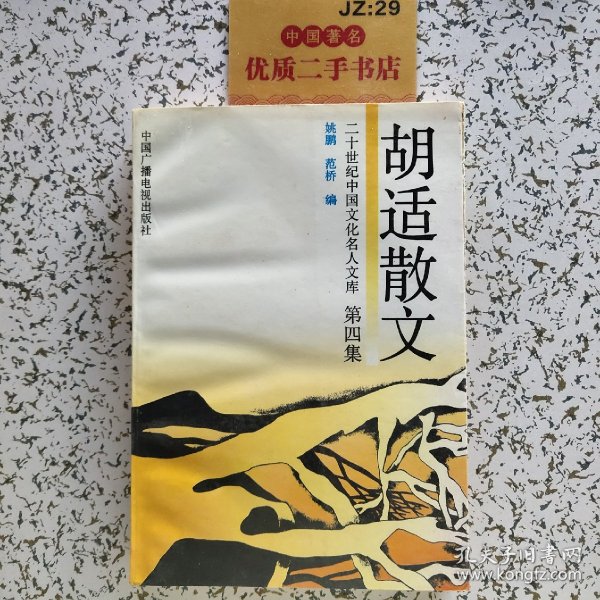 JZ:29
中国著名
优质二手书店
胡适散文
二十世纪中国文化名人文库 第四集
姚鹏 范桥 编
中国广播电视出版社
孔夫子旧书网
www.kongfz.com